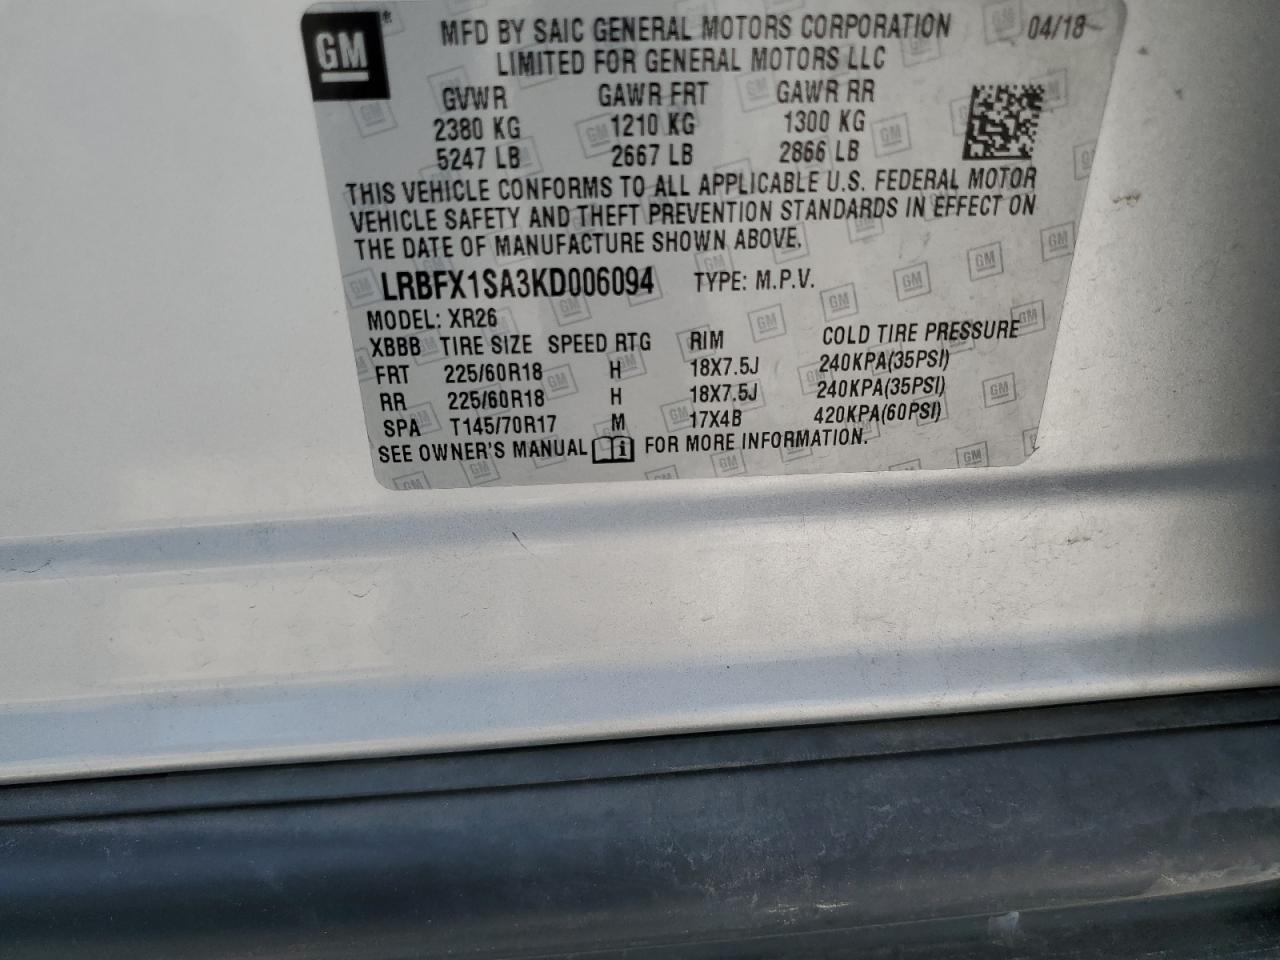 GM MFD BY SAIC GENERAL MOTORS CORPORATION 04/18
LIMITED FOR GENERAL MOTORS LLC
GVWR GAWR FRT GAWR RR
2380 KG 1210 KG 1300 KG
5247 LB 2667 LB 2866 LB
THIS VEHICLE CONFORMS TO ALL APPLICABLE U.S. FEDERAL MOTOR
VEHICLE SAFETY AND THEFT PREVENTION STANDARDS IN EFFECT ON
THE DATE OF MANUFACTURE SHOWN ABOVE.
LRBFX1SA3KD006094 TYPE: M.P.V.
MODEL: XR26
XBBB TIRE SIZE SPEED RTG RIM COLD TIRE PRESSURE
FRT 225/60R18 H 18X7.5J 240KPA(35PSI)
RR 225/60R18 H 18X7.5J 240KPA(35PSI)
SPA T145/70R17 M 17X4B 420KPA(60PSI)
SEE OWNER'S MANUAL i FOR MORE INFORMATION.